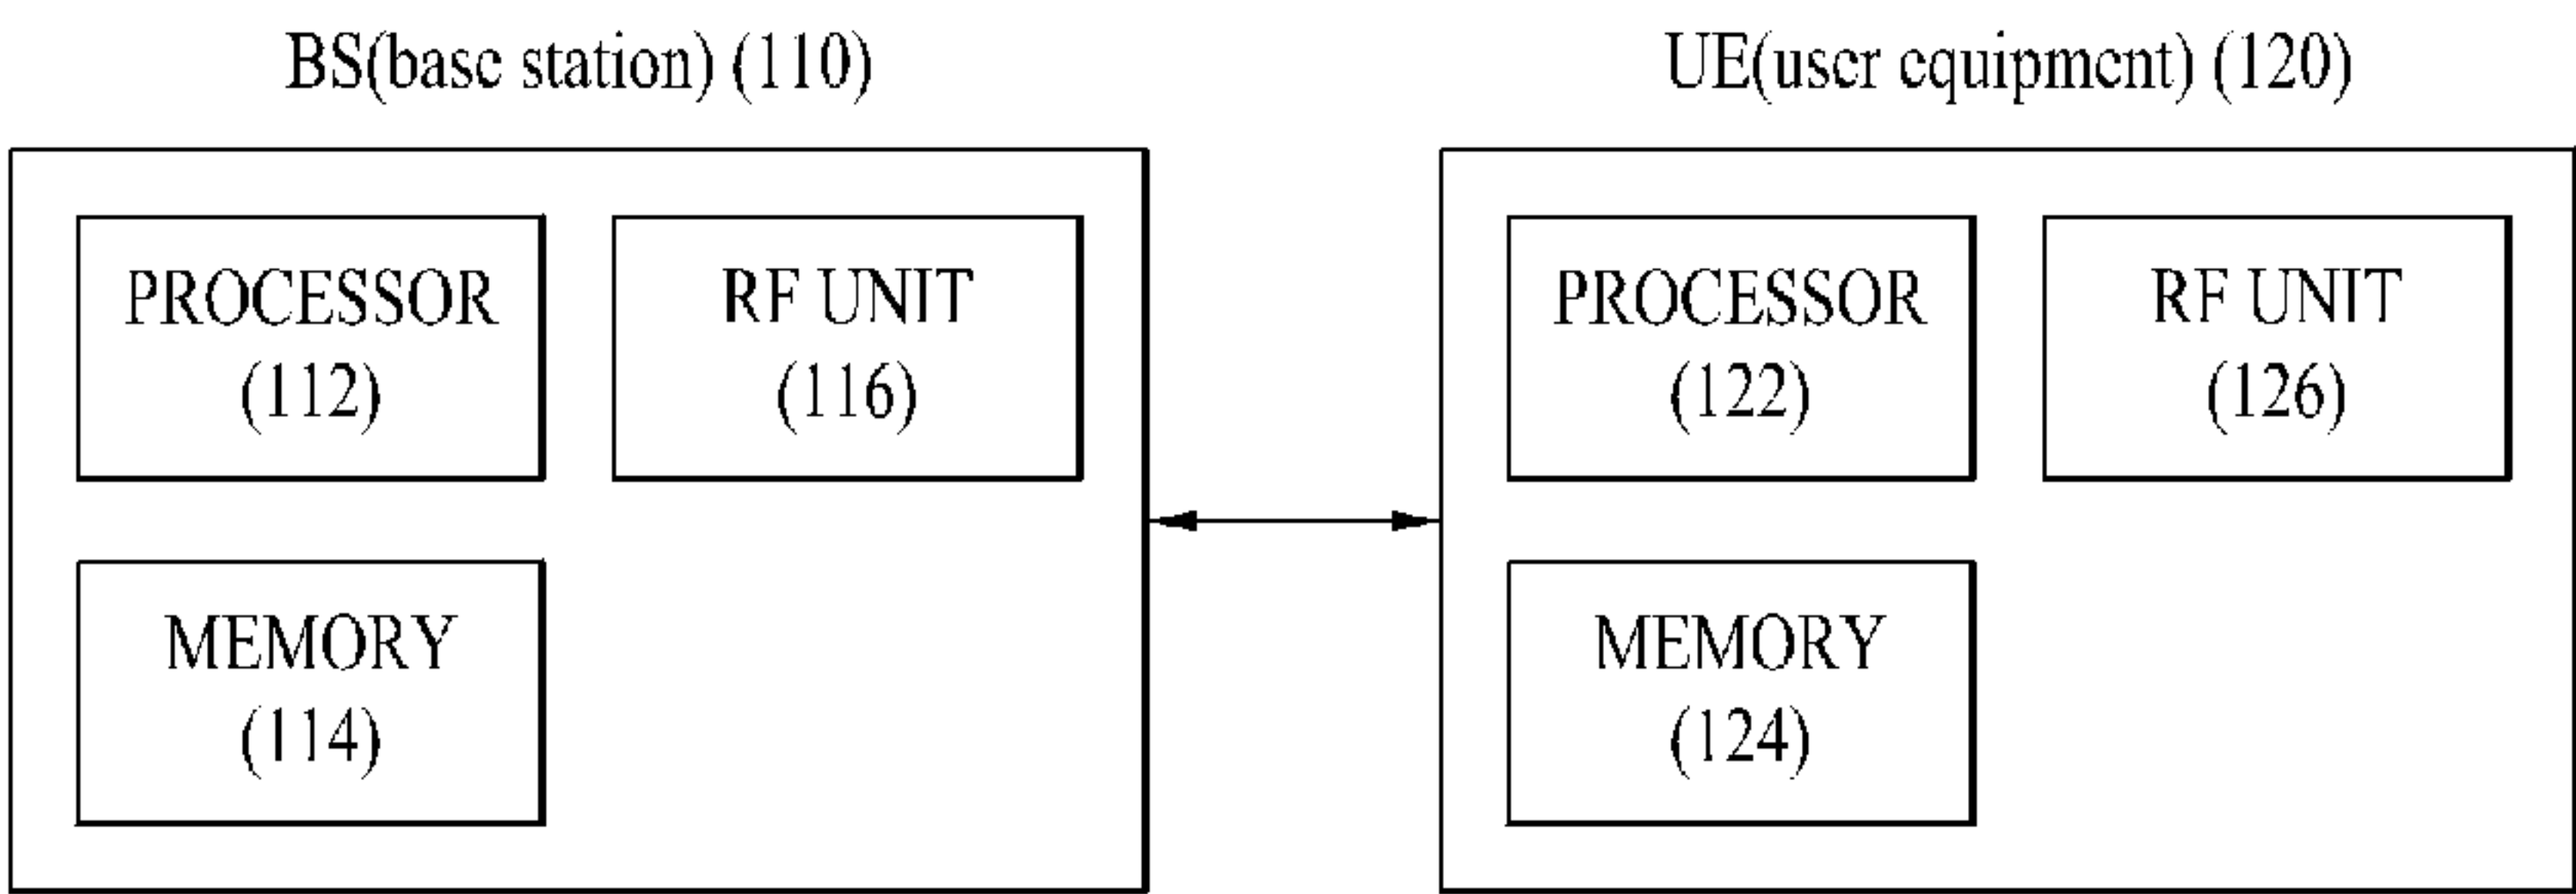 BS(base station) (110)
UE(user equipment) (120)
PROCESSOR
(112)
RF UNIT
(116)
MEMORY
(114)
PROCESSOR
(122)
RF UNIT
(126)
MEMORY
(124)